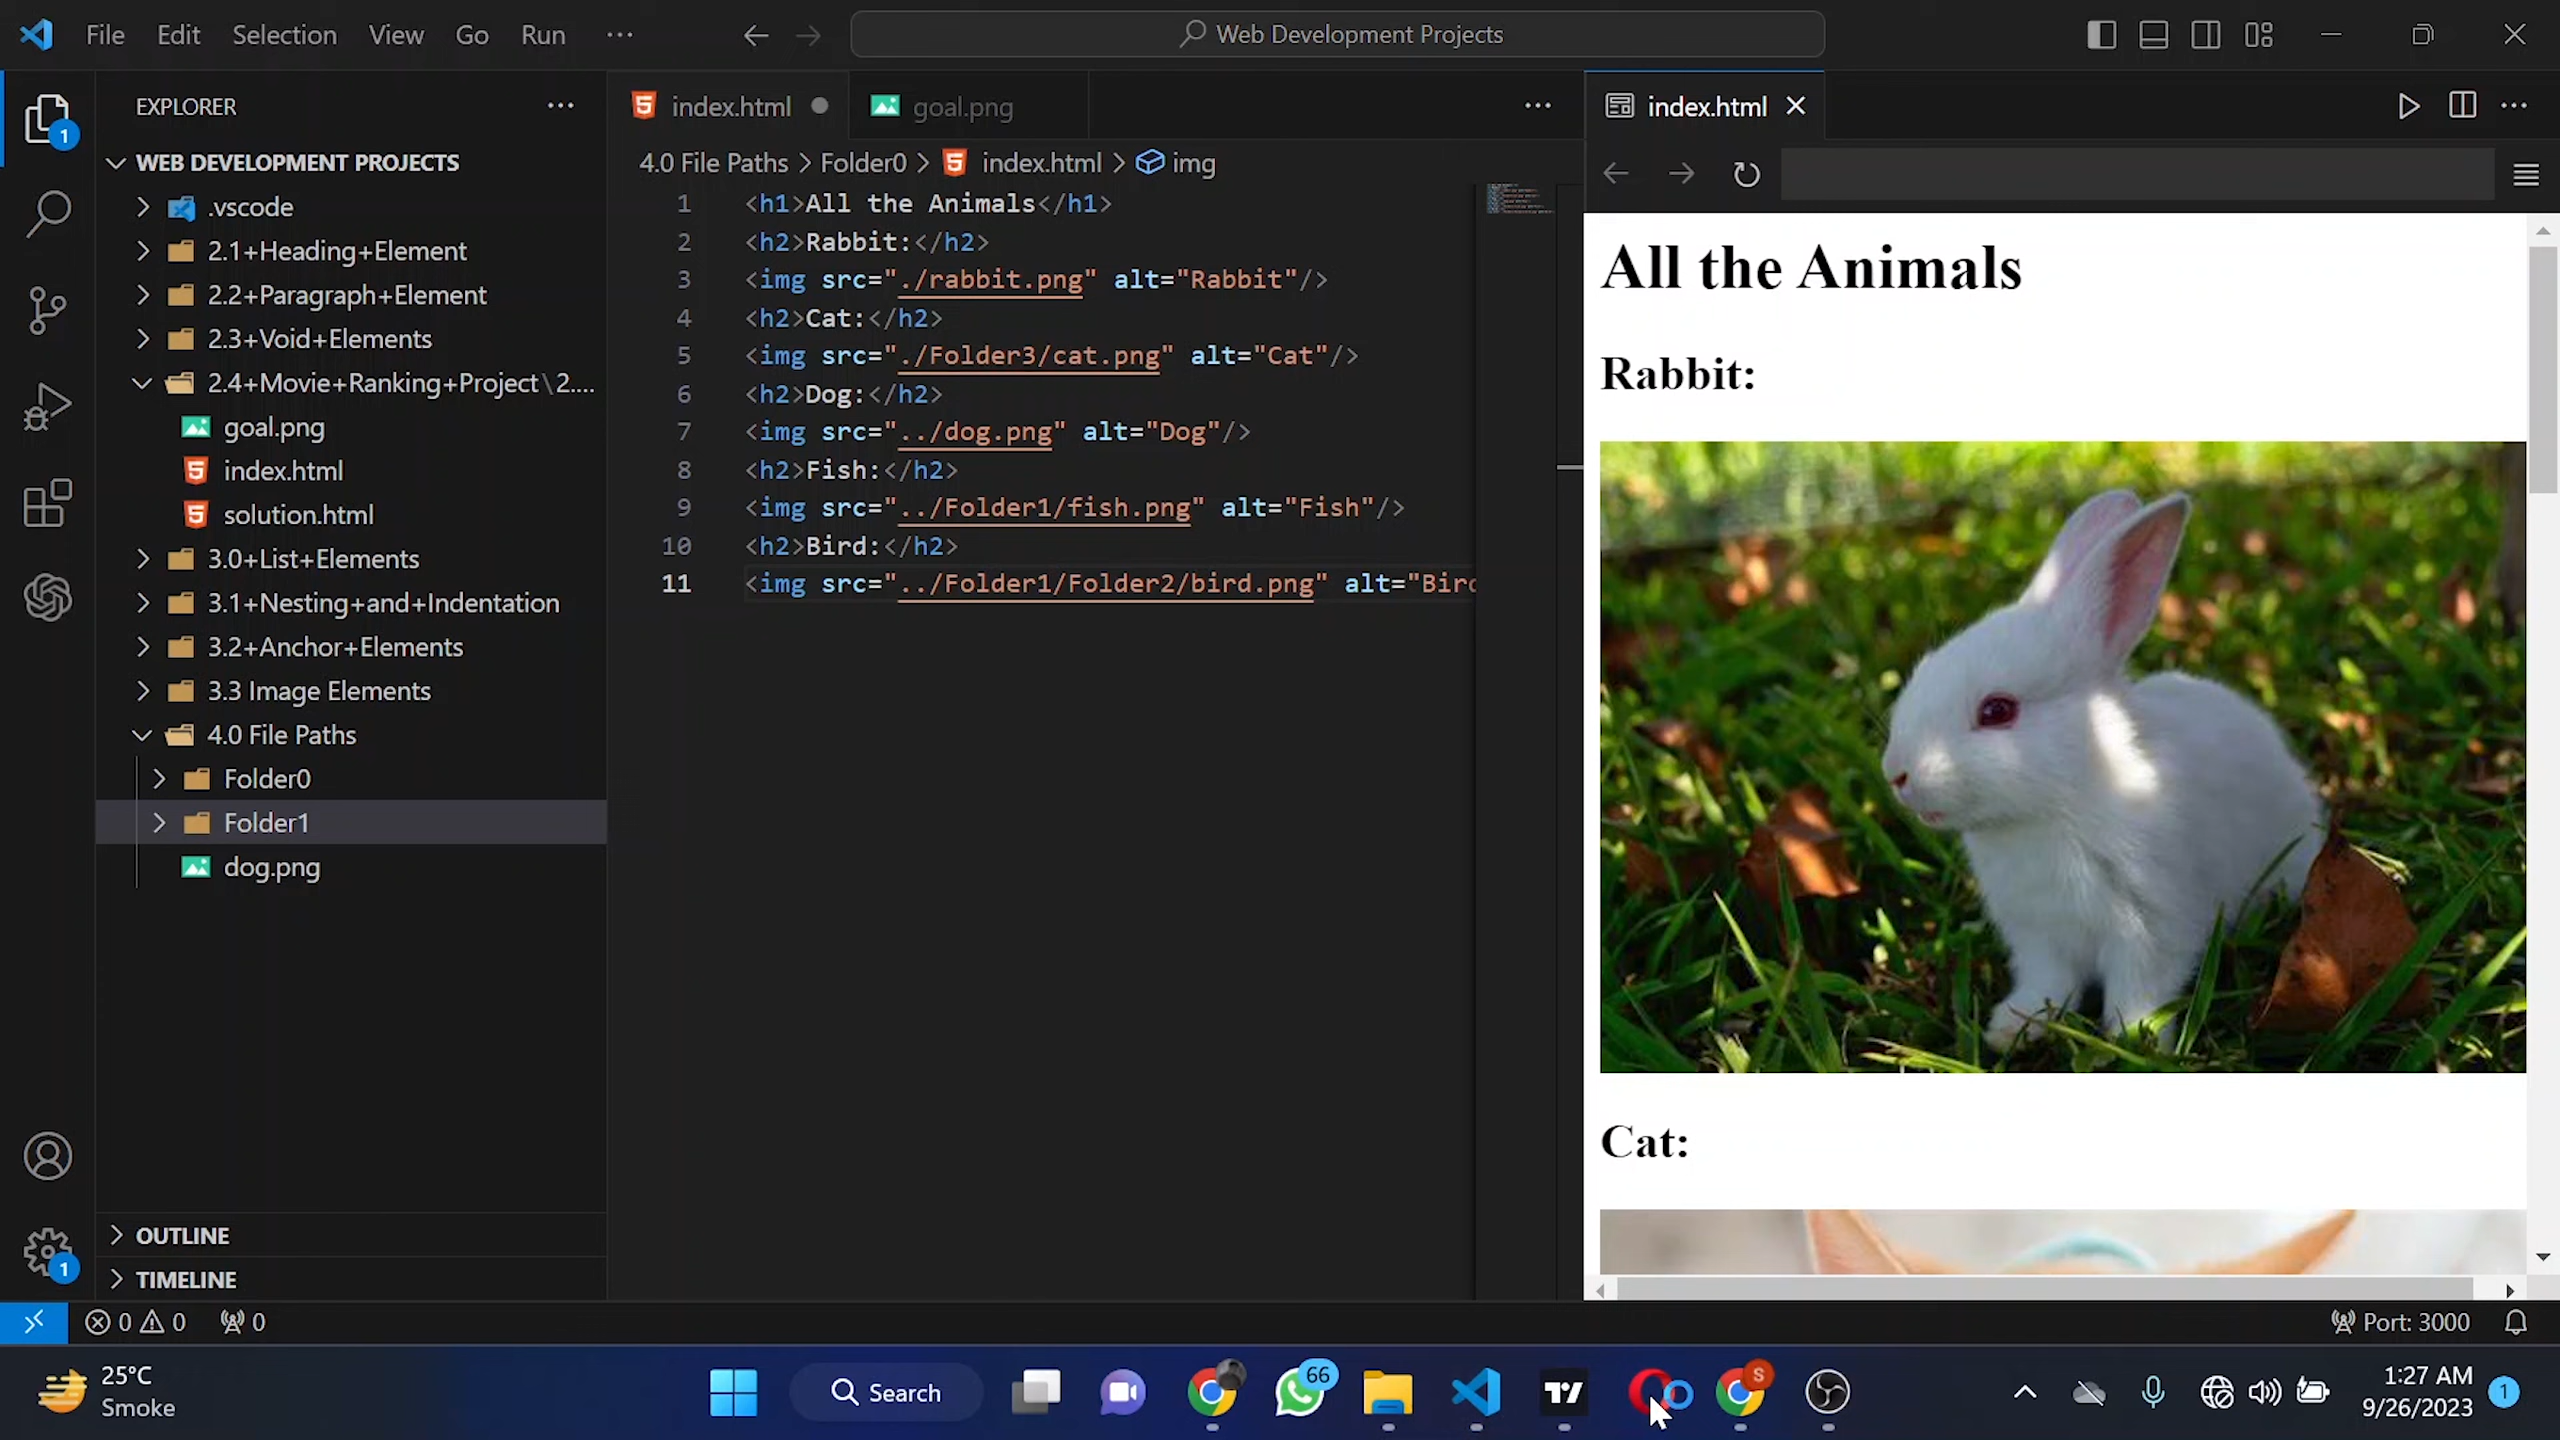 File Edit Selection View Go Run ··· Web Development Projects
EXPLORER
WEB DEVELOPMENT PROJECTS
.vscode
2.1+Heading+Element
2.2+Paragraph+Element
2.3+Void+Elements
2.4+Movie+Ranking+Project\2....
goal.png
index.html
solution.html
3.0+List+Elements
3.1+Nesting+and+Indentation
3.2+Anchor+Elements
3.3 Image Elements
4.0 File Paths
Folder0
Folder1
dog.png
OUTLINE
TIMELINE
1
1
index.html goal.png
4.0 File Paths > Folder0 > index.html > img
1 <h1>All the Animals</h1>
2 <h2>Rabbit:</h2>
3 <img src="./rabbit.png" alt="Rabbit"/>
4 <h2>Cat:</h2>
5 <img src="./Folder3/cat.png" alt="Cat"/>
6 <h2>Dog:</h2>
7 <img src="../dog.png" alt="Dog"/>
8 <h2>Fish:</h2>
9 <img src="../Folder1/fish.png" alt="Fish"/>
10 <h2>Bird:</h2>
11 <img src="../Folder1/Folder2/bird.png" alt="Bird
index.html
All the Animals
Rabbit:
Cat:
0 0 0 Port: 3000
25°C
Smoke
Search
66
S
1:27 AM
9/26/2023
1